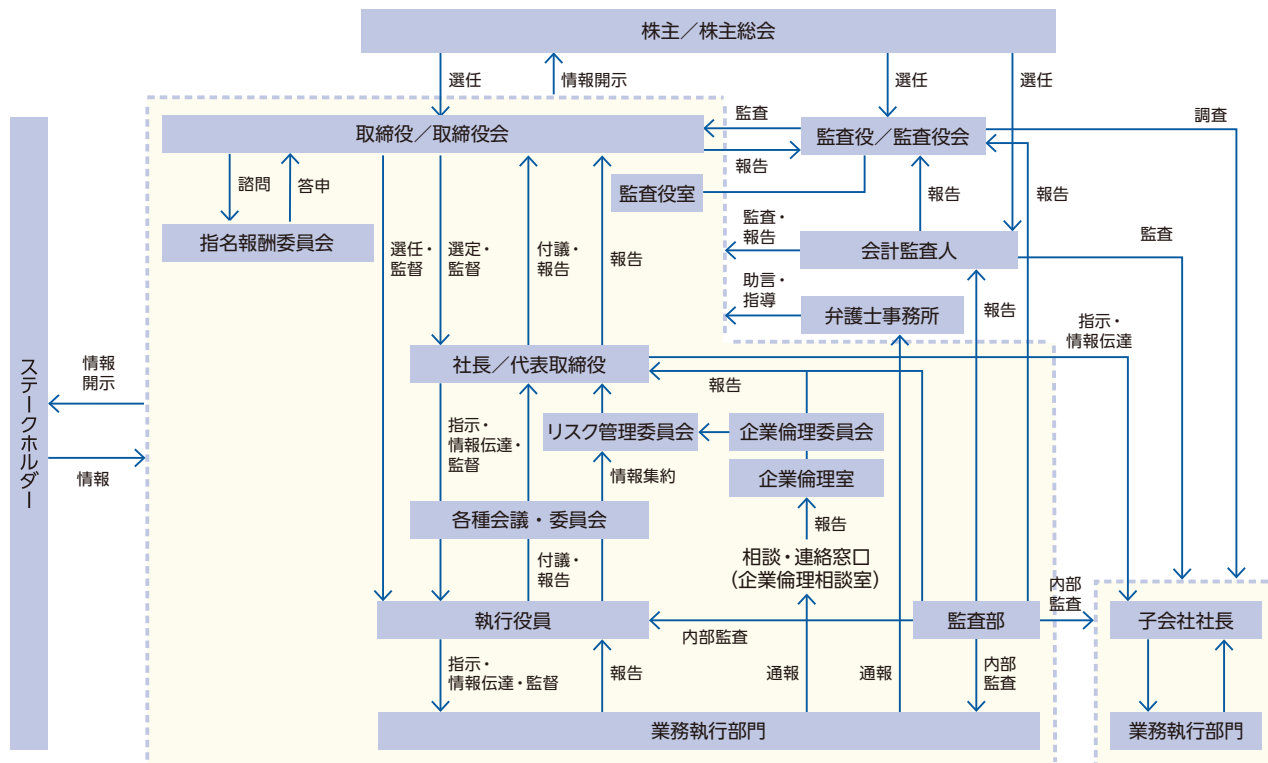 株主／株主総会
選任
情報開示
選任
選任
取締役／取締役会
監査
報告
監査役／監査役会
調査
諮問
答申
監査役室
報告
報告
指名報酬委員会
選任・
監督
選定・
監督
付議・
報告
報告
監査・
報告
会計監査人
監査
助言・
指導
弁護士事務所
報告
指示・
情報伝達
ステークホルダー
情報
開示
情報
社長／代表取締役
報告
指示・
情報伝達・
監督
リスク管理委員会
企業倫理委員会
情報集約
企業倫理室
各種会議・委員会
報告
付議・
報告
相談・連絡窓口
（企業倫理相談室）
執行役員
内部監査
監査部
内部
監査
子会社社長
指示・
情報伝達・監督
報告
通報
通報
内部
監査
業務執行部門
業務執行部門